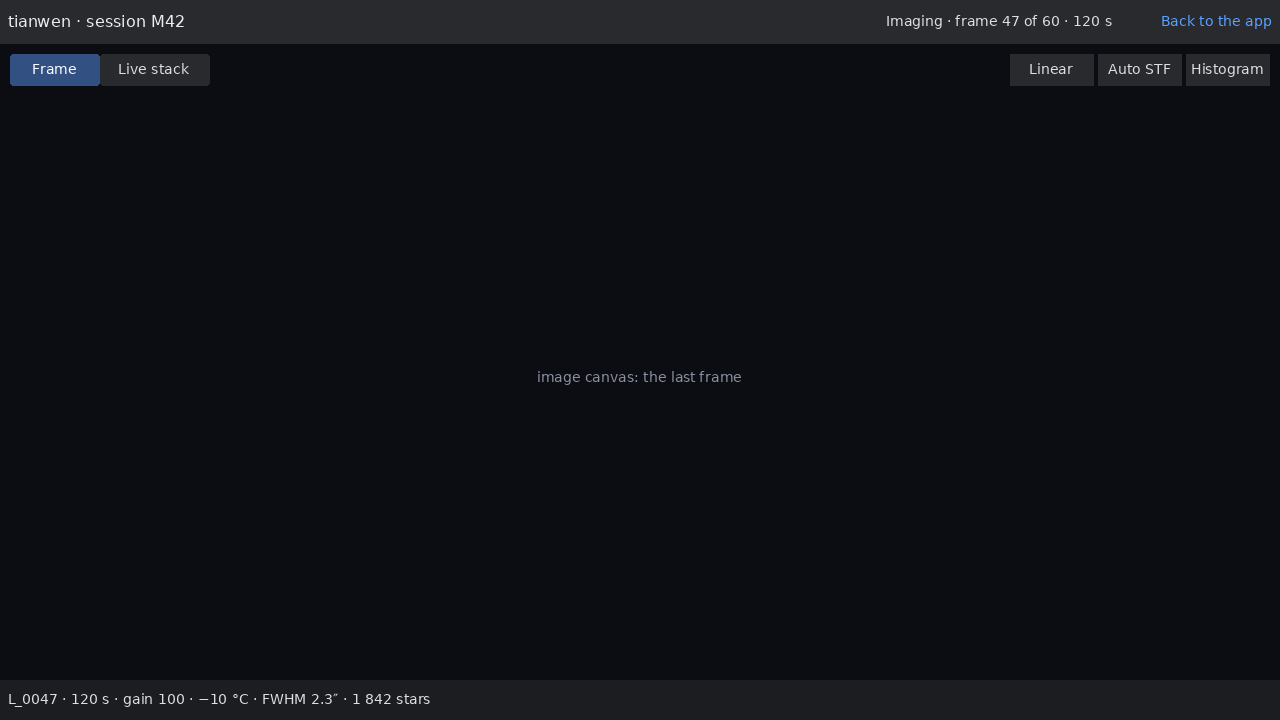 tianwen · session M42
Imaging · frame 47 of 60 · 120 s
Back to the app
Frame
Live stack
Linear
Auto STF
Histogram
image canvas: the last frame
L_0047 · 120 s · gain 100 · −10 °C · FWHM 2.3″ · 1 842 stars